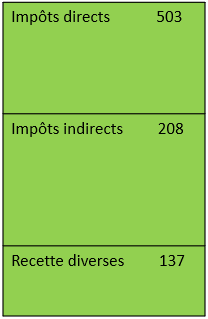 Impôts directs 503
Impôts indirects 208
Recette diverses 137